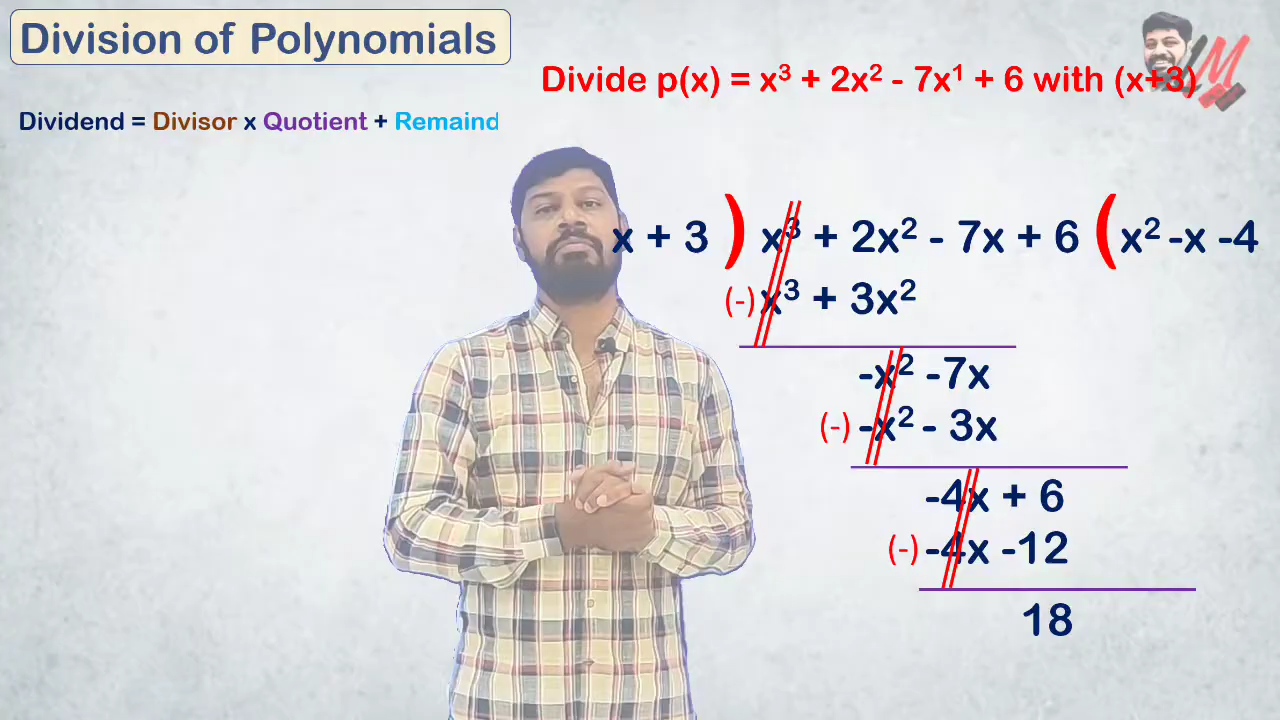 Division of Polynomials
Divide p(x) = x³ + 2x² - 7x¹ + 6 with (x+3)
Dividend = Divisor x Quotient + Remaind
x + 3 ) x³ + 2x² - 7x + 6 ( x² -x -4
(-) x³ + 3x²
-x² -7x
(-) -x² - 3x
-4x + 6
(-) -4x -12
18